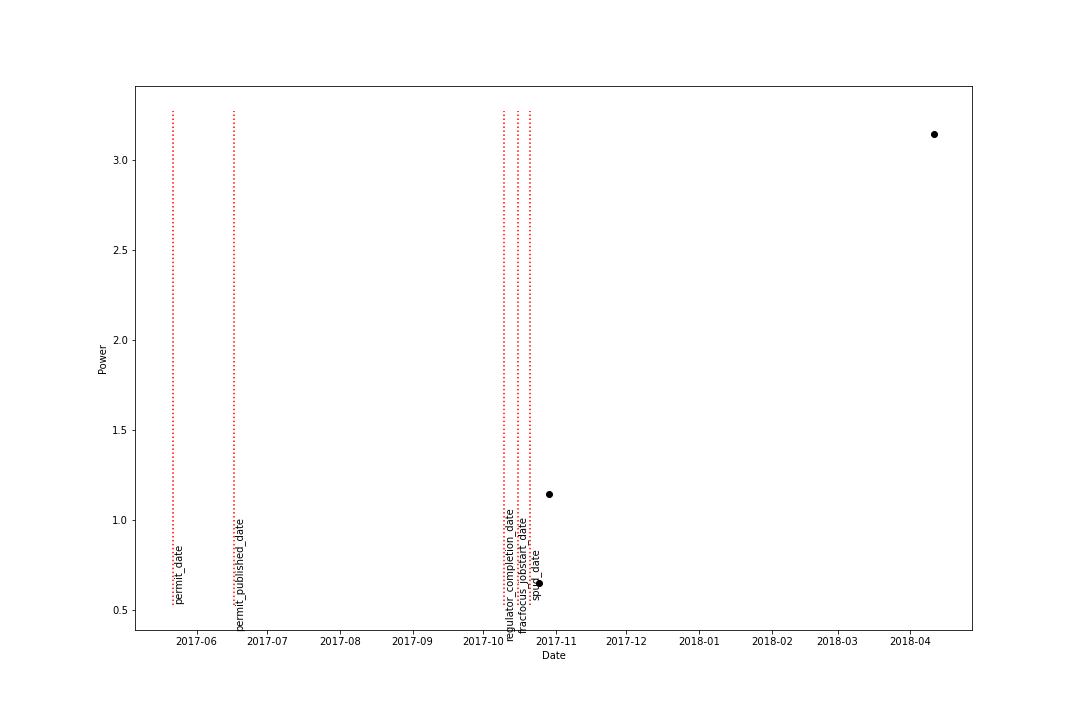 3.0
2.5
2.0
1.5
1.0
0.5
Power
permit_date
permit_published_date
regulator_completion_date
fracfocus_jobstart_date
spud_date
2017-06
2017-07
2017-08
2017-09
2017-10
2017-11
2017-12
2018-01
2018-02
2018-03
2018-04
Date